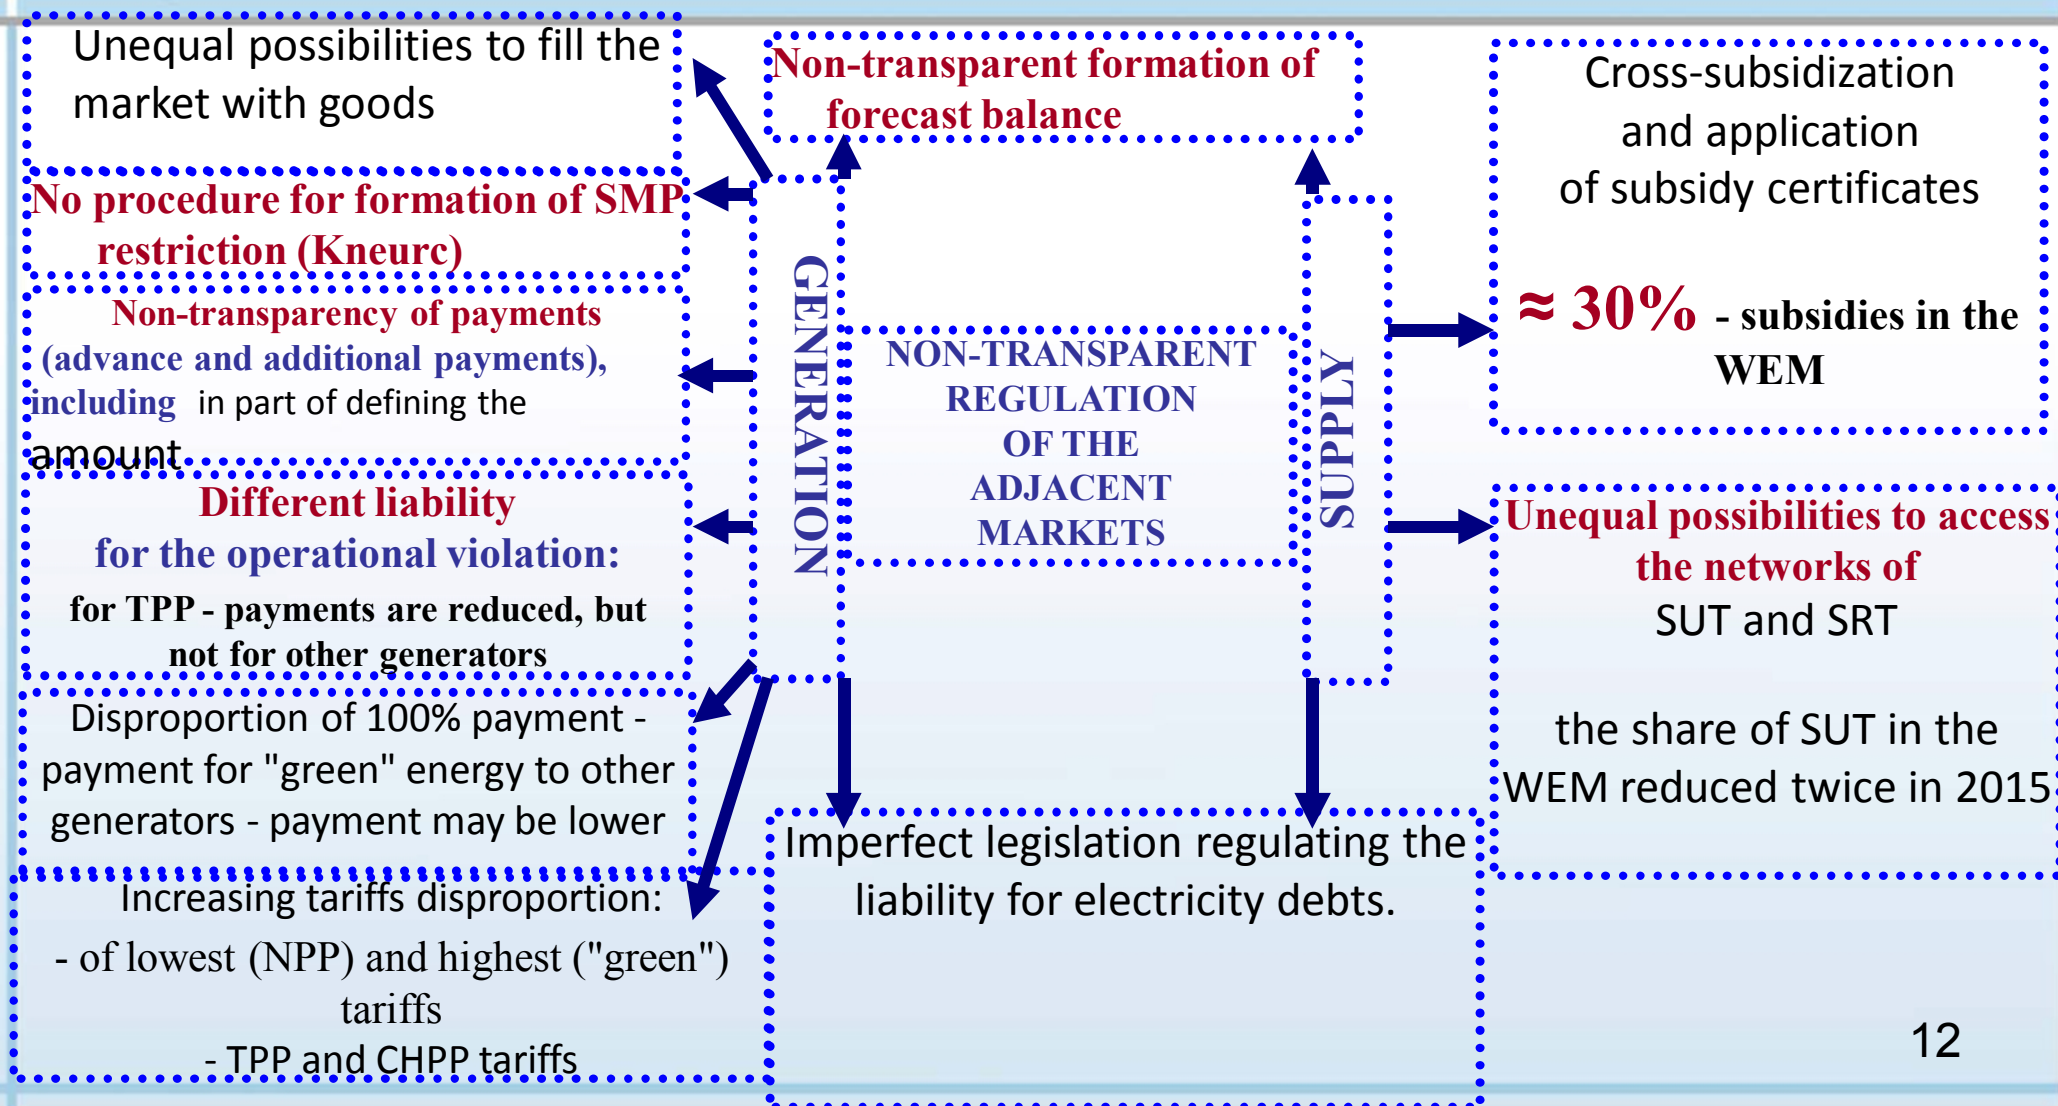 Unequal possibilities to fill the
market with goods
No procedure for formation of SMP
restriction (Kneurc)
Non-transparency of payments
(advance and additional payments),
including in part of defining the
amount
Different liability
for the operational violation:
for TPP - payments are reduced, but
not for other generators
Disproportion of 100% payment -
payment for "green" energy to other
generators - payment may be lower
Increasing tariffs disproportion:
- of lowest (NPP) and highest ("green")
tariffs
- TPP and CHPP tariffs
Non-transparent formation of
forecast balance
GENERATION
NON-TRANSPARENT
REGULATION
OF THE
ADJACENT
MARKETS
SUPPLY
Imperfect legislation regulating the
liability for electricity debts.
Cross-subsidization
and application
of subsidy certificates
≈ 30% - subsidies in the
WEM
Unequal possibilities to access
the networks of
SUT and SRT
the share of SUT in the
WEM reduced twice in 2015
12